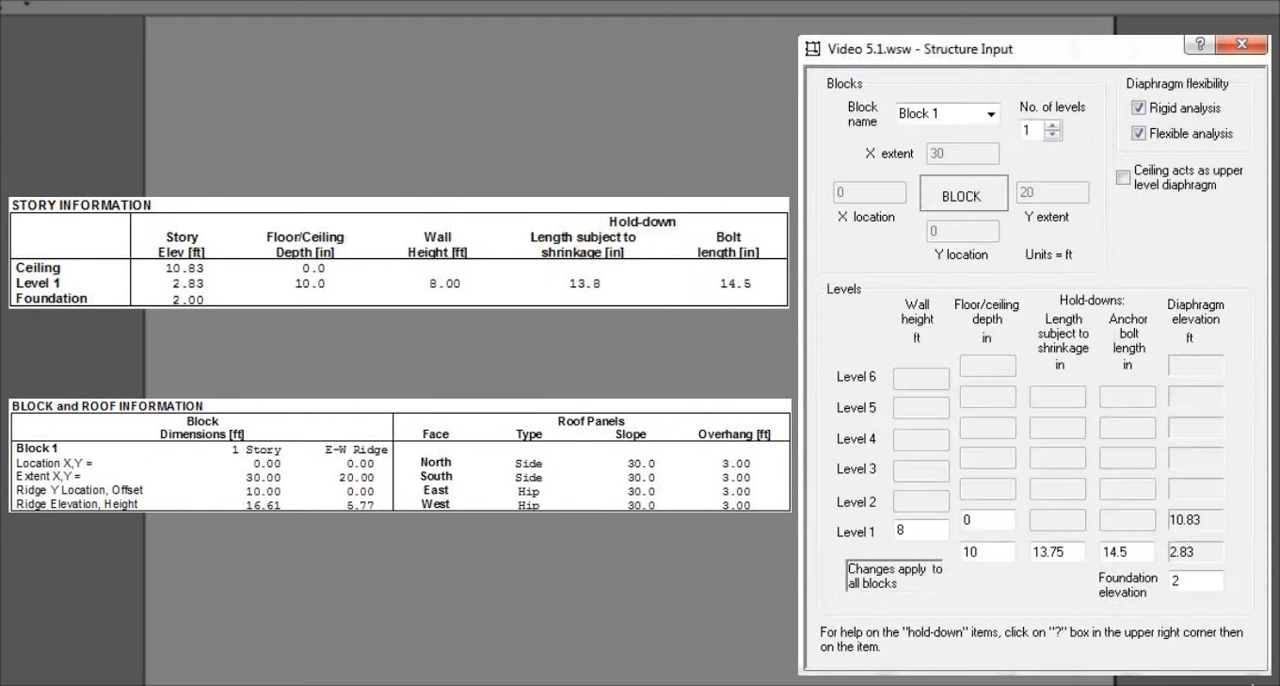 STORY INFORMATION
Hold-down
Story Floor/Ceiling Wall Length subject to Bolt
Elev [ft] Depth [in] Height [ft] shrinkage [in] length [in]
Ceiling 10.83 0.0
Level 1 2.83 10.0 8.00 13.8 14.5
Foundation 2.00
BLOCK and ROOF INFORMATION
Block Roof Panels
Dimensions [ft] Face Type Slope Overhang [ft]
Block 1 1 Story E-W Ridge
Location X,Y = 0.00 0.00 North Side 30.0 3.00
Extent X,Y = 30.00 20.00 South Side 30.0 3.00
Ridge Y Location, Offset 10.00 0.00 East Hip 30.0 3.00
Ridge Elevation, Height 16.61 5.77 West Hip 30.0 3.00
Video 5.1.wsw - Structure Input
?
Blocks
Block name
Block 1
No. of levels
1
X extent 30
0
X location
BLOCK
20
Y extent
0
Y location
Units = ft
Diaphragm flexibility
Rigid analysis
Flexible analysis
Ceiling acts as upper
level diaphragm
Levels
Wall
height
ft
Floor/ceiling
depth
in
Hold-downs:
Length
subject to
shrinkage
in
Anchor
bolt
length
in
Diaphragm
elevation
ft
Level 6
Level 5
Level 4
Level 3
Level 2
Level 1 8 0 10.83
10 13.75 14.5 2.83
Changes apply to
all blocks
Foundation
elevation
2
For help on the "hold-down" items, click on "?" box in the upper right corner then
on the item.